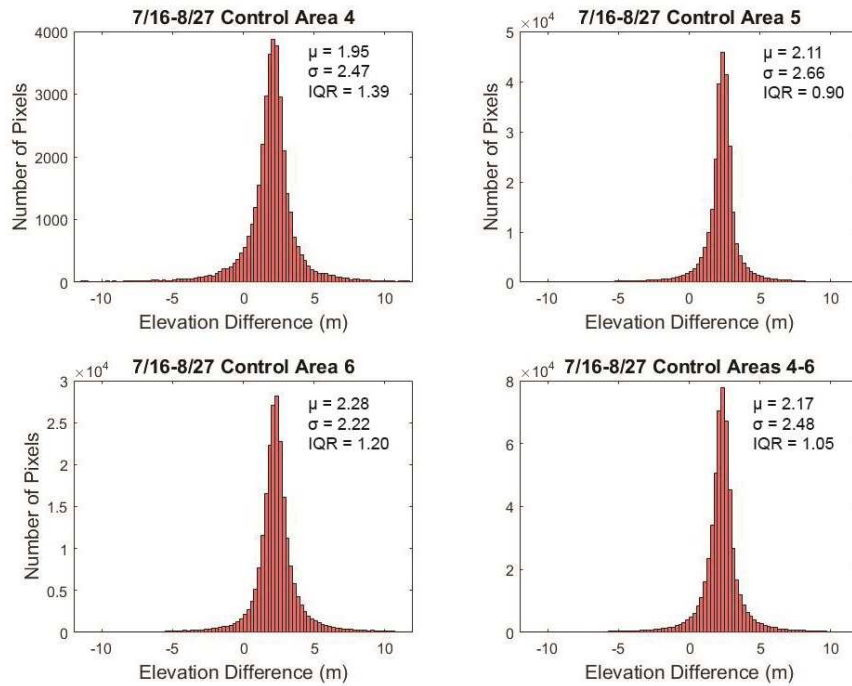 7/16-8/27 Control Area 4
μ = 1.95
σ = 2.47
IQR = 1.39
4000
3000
2000
1000
0
Number of Pixels
-10 -5 0 5 10
Elevation Difference (m)
7/16-8/27 Control Area 5
×10⁴
μ = 2.11
σ = 2.66
IQR = 0.90
5
4
3
2
1
0
Number of Pixels
-10 -5 0 5 10
Elevation Difference (m)
7/16-8/27 Control Area 6
×10⁴
μ = 2.28
σ = 2.22
IQR = 1.20
3
2.5
2
1.5
1
0.5
0
Number of Pixels
-10 -5 0 5 10
Elevation Difference (m)
7/16-8/27 Control Areas 4-6
×10⁴
μ = 2.17
σ = 2.48
IQR = 1.05
8
6
4
2
0
Number of Pixels
-10 -5 0 5 10
Elevation Difference (m)